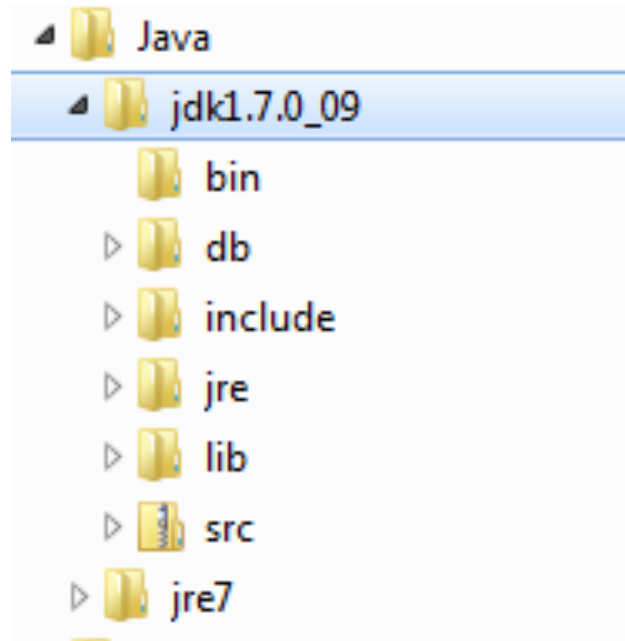 Java
jdk1.7.0_09
bin
db
include
jre
lib
src
jre7